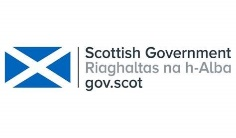 Scottish Government
Riaghaltas na h-Alba
gov.scot